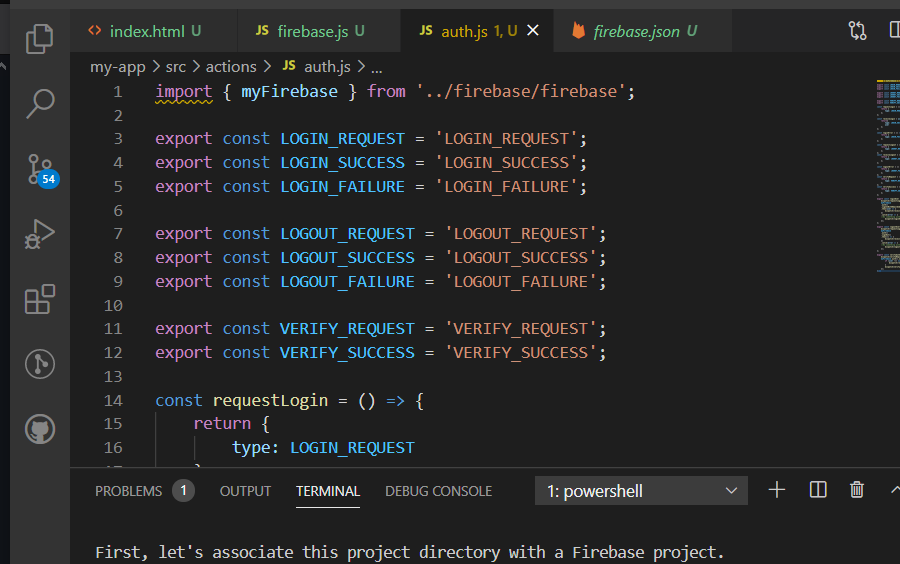 index.html U
JS firebase.js U
JS auth.js 1, U
firebase.json U
my-app > src > actions > JS auth.js > ...
54
1 import { myFirebase } from '../firebase/firebase';
2
3 export const LOGIN_REQUEST = 'LOGIN_REQUEST';
4 export const LOGIN_SUCCESS = 'LOGIN_SUCCESS';
5 export const LOGIN_FAILURE = 'LOGIN_FAILURE';
6
7 export const LOGOUT_REQUEST = 'LOGOUT_REQUEST';
8 export const LOGOUT_SUCCESS = 'LOGOUT_SUCCESS';
9 export const LOGOUT_FAILURE = 'LOGOUT_FAILURE';
10
11 export const VERIFY_REQUEST = 'VERIFY_REQUEST';
12 export const VERIFY_SUCCESS = 'VERIFY_SUCCESS';
13
14 const requestLogin = () => {
15 return {
16 type: LOGIN_REQUEST
PROBLEMS 1 OUTPUT TERMINAL DEBUG CONSOLE 1: powershell
First, let's associate this project directory with a Firebase project.